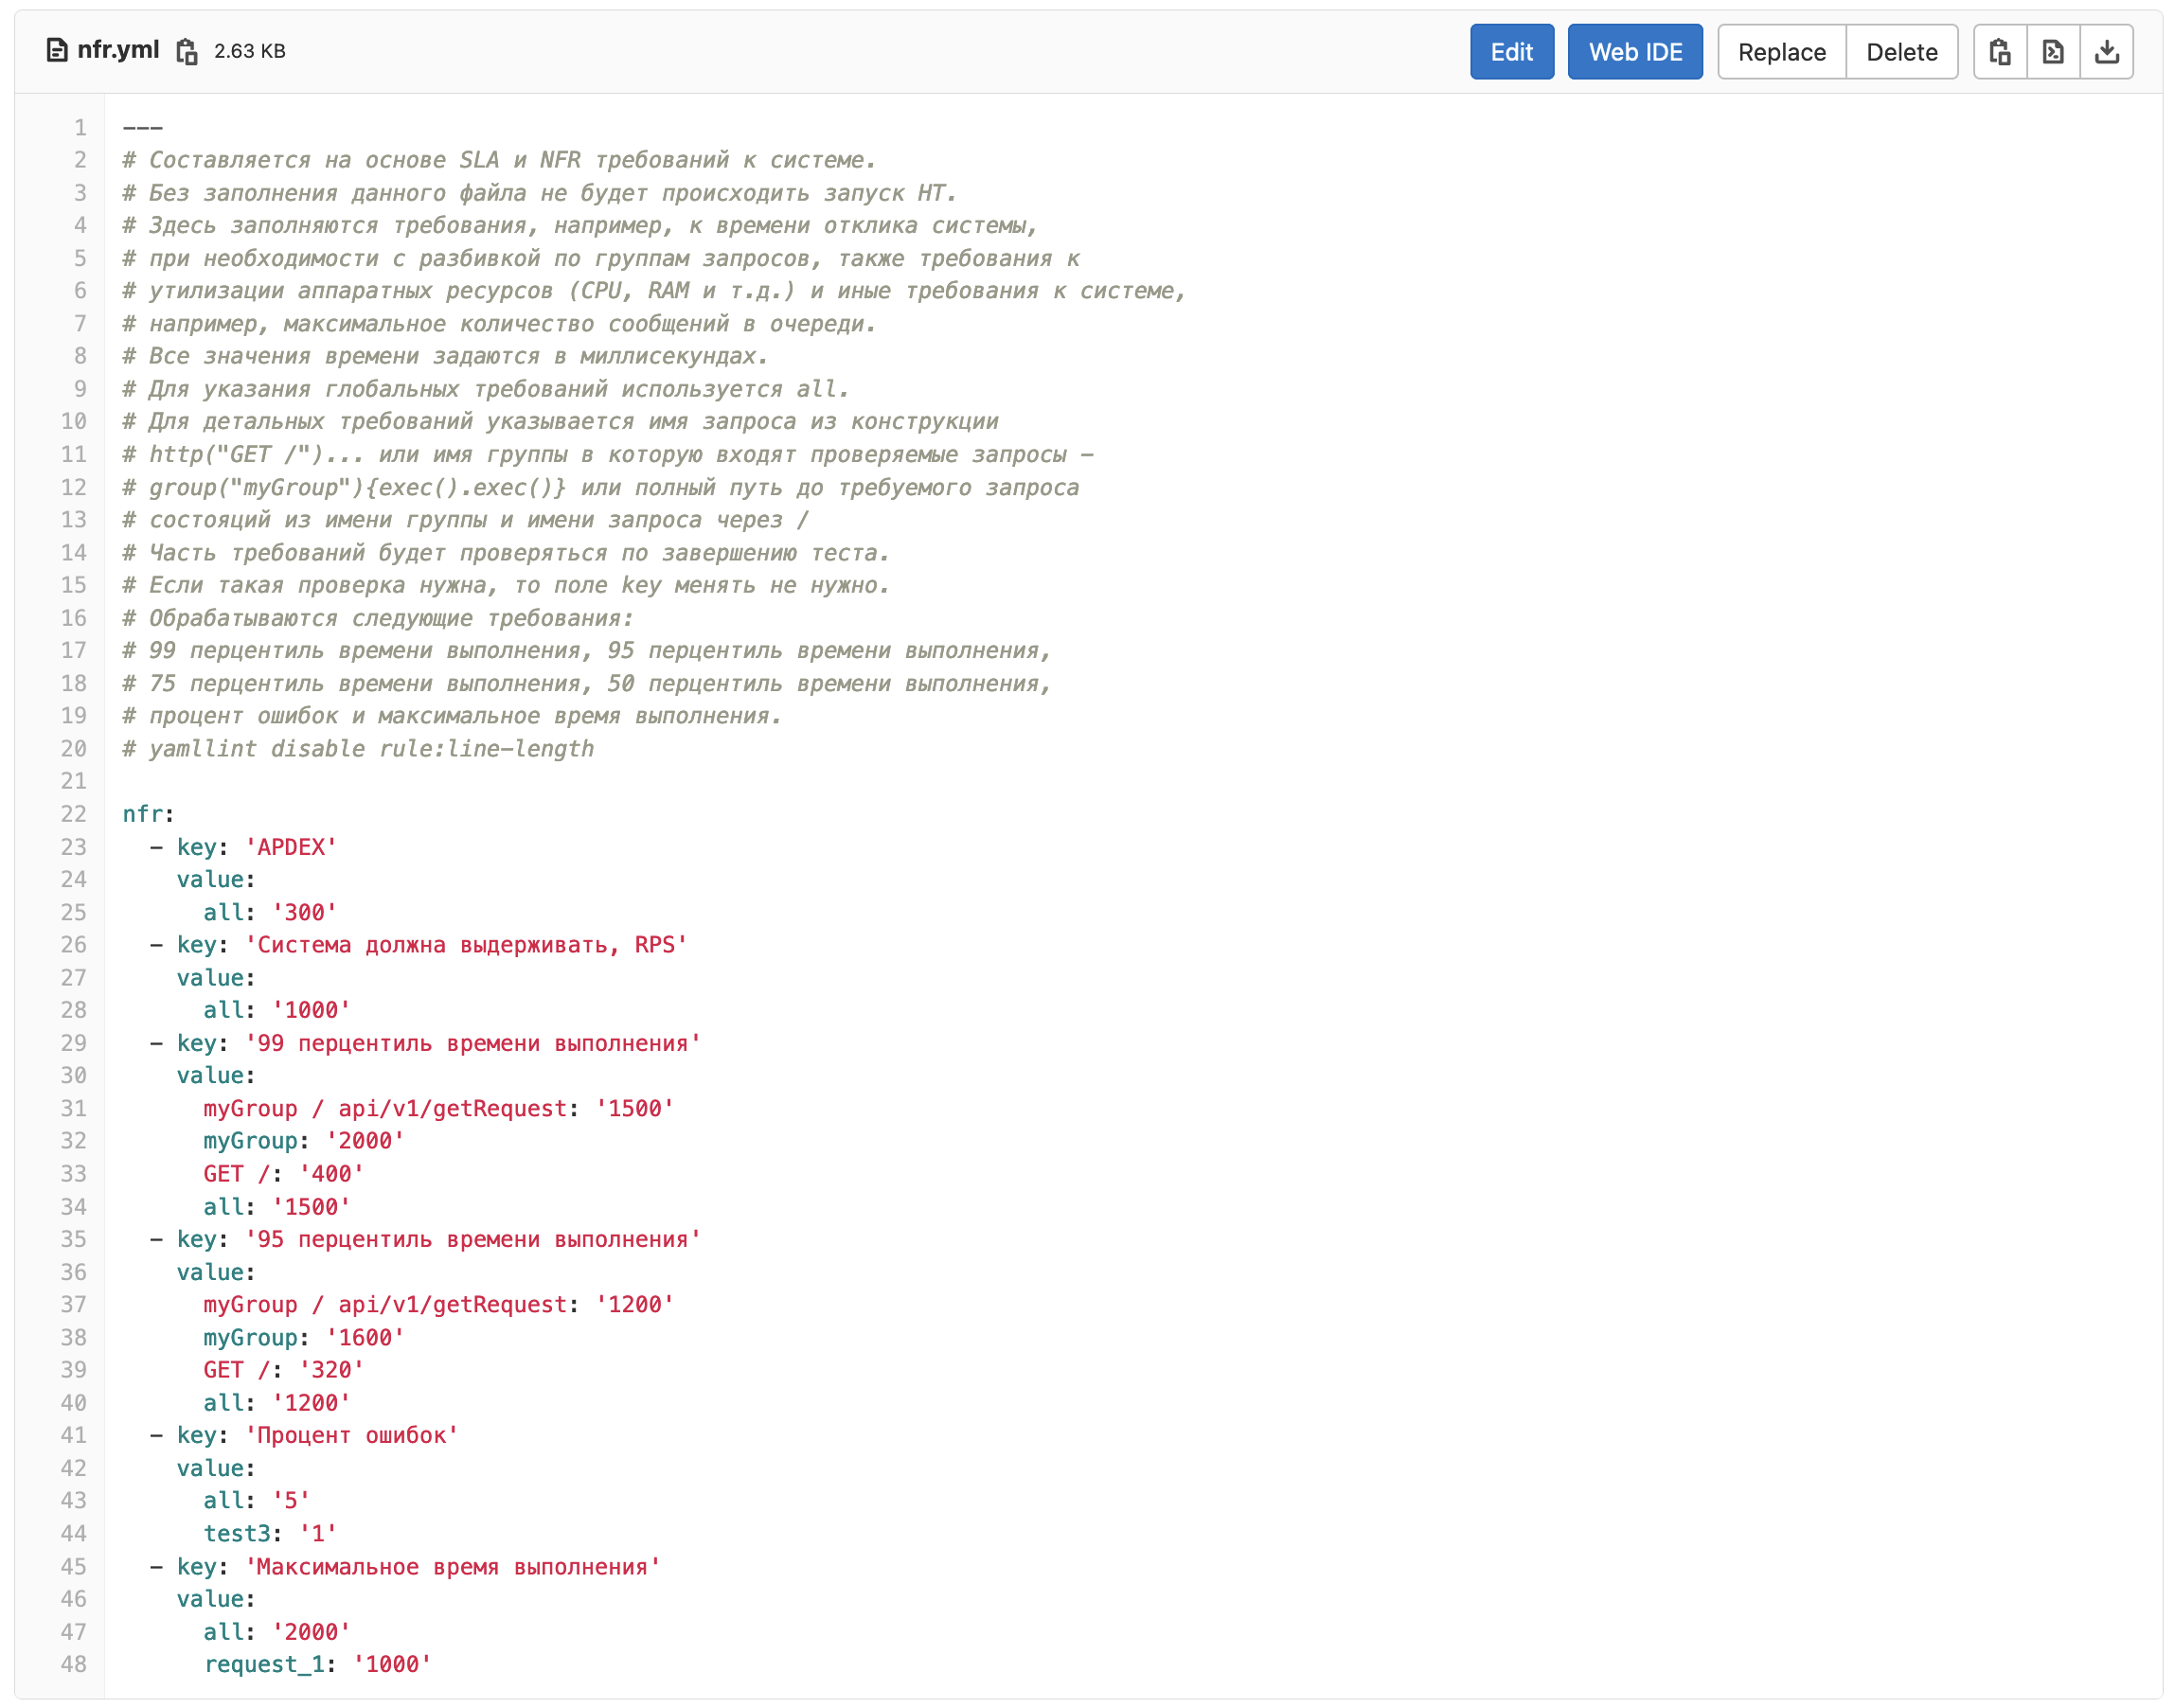 nfr.yml 2.63 KB Edit Web IDE Replace Delete
1 ---
2 # Составляется на основе SLA и NFR требований к системе.
3 # Без заполнения данного файла не будет происходить запуск НТ.
4 # Здесь заполняются требования, например, к времени отклика системы,
5 # при необходимости с разбивкой по группам запросов, также требования к
6 # утилизации аппаратных ресурсов (CPU, RAM и т.д.) и иные требования к системе,
7 # например, максимальное количество сообщений в очереди.
8 # Все значения времени задаются в миллисекундах.
9 # Для указания глобальных требований используется all.
10 # Для детальных требований указывается имя запроса из конструкции
11 # http("GET /")... или имя группы в которую входят проверяемые запросы -
12 # group("myGroup"){exec().exec()} или полный путь до требуемого запроса
13 # состояций из имени группы и имени запроса через /
14 # Часть требований будет проверяться по завершению теста.
15 # Если такая проверка нужна, то поле key менять не нужно.
16 # Обрабатываются следующие требования:
17 # 99 перцентиль времени выполнения, 95 перцентиль времени выполнения,
18 # 75 перцентиль времени выполнения, 50 перцентиль времени выполнения,
19 # процент ошибок и максимальное время выполнения.
20 # yamllint disable rule:line-length
21
22 nfr:
23   - key: 'APDEX'
24     value:
25       all: '300'
26   - key: 'Система должна выдерживать, RPS'
27     value:
28       all: '1000'
29   - key: '99 перцентиль времени выполнения'
30     value:
31       myGroup / api/v1/getRequest: '1500'
32       myGroup: '2000'
33       GET /: '400'
34       all: '1500'
35   - key: '95 перцентиль времени выполнения'
36     value:
37       myGroup / api/v1/getRequest: '1200'
38       myGroup: '1600'
39       GET /: '320'
40       all: '1200'
41   - key: 'Процент ошибок'
42     value:
43       all: '5'
44       test3: '1'
45   - key: 'Максимальное время выполнения'
46     value:
47       all: '2000'
48       request_1: '1000'